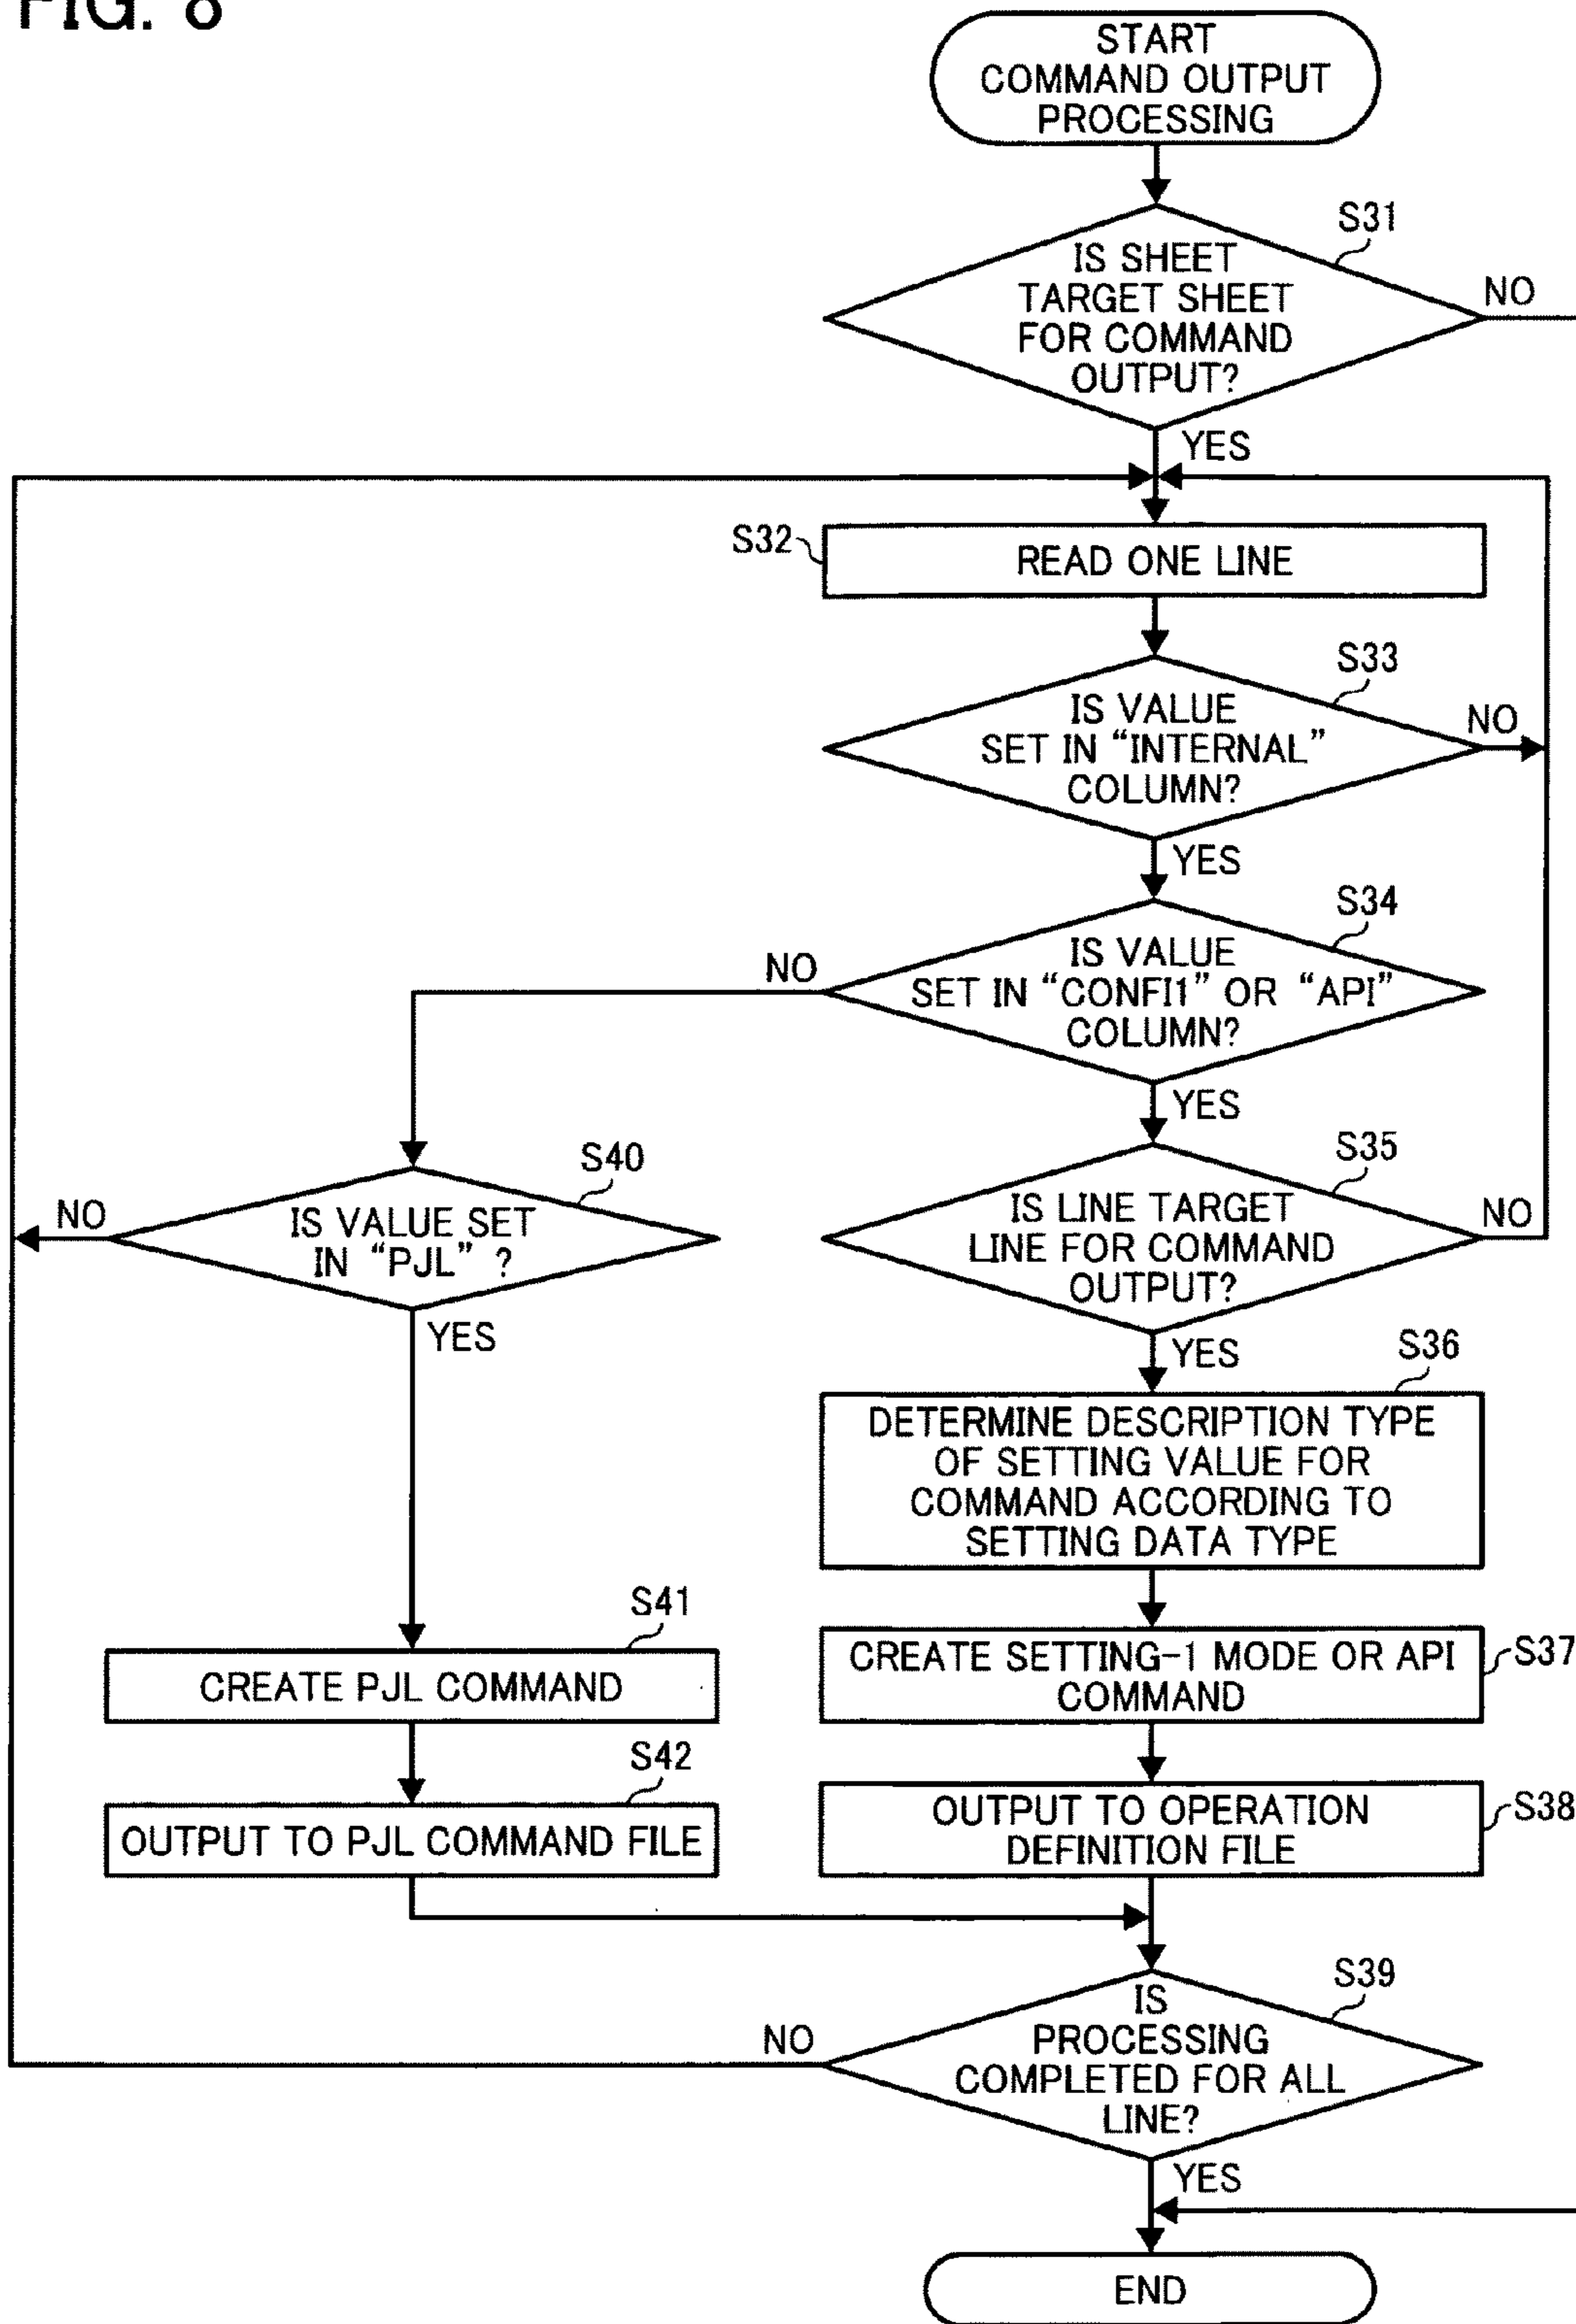 FIG. 8
START
COMMAND OUTPUT
PROCESSING
S31
IS SHEET
TARGET SHEET
FOR COMMAND
OUTPUT?
NO
YES
S32
READ ONE LINE
S33
IS VALUE
SET IN “INTERNAL”
COLUMN?
NO
YES
S34
IS VALUE
SET IN “CONFI1” OR “API”
COLUMN?
NO
YES
S40
IS VALUE SET
IN “PJL” ?
NO
YES
S35
IS LINE TARGET
LINE FOR COMMAND
OUTPUT?
NO
YES
S36
DETERMINE DESCRIPTION TYPE
OF SETTING VALUE FOR
COMMAND ACCORDING TO
SETTING DATA TYPE
S41
CREATE PJL COMMAND
S37
CREATE SETTING-1 MODE OR API
COMMAND
S42
OUTPUT TO PJL COMMAND FILE
S38
OUTPUT TO OPERATION
DEFINITION FILE
S39
IS
PROCESSING
COMPLETED FOR ALL
LINE?
NO
YES
END